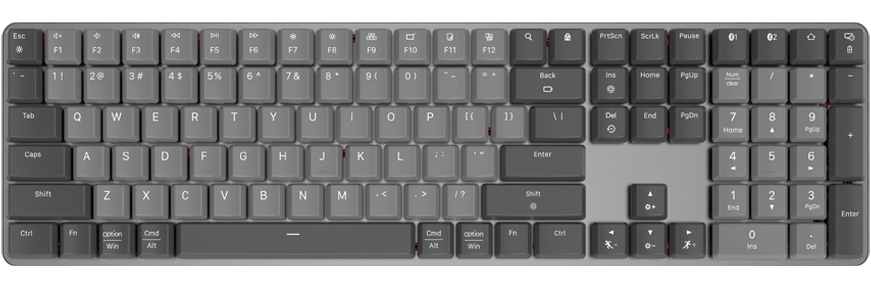 Esc F1 F2 F3 F4 F5 F6 F7 F8 F9 F10 F11 F12 PrtScn ScrLk Pause 1 2
` ~ 1 ! 2 @ 3 # 4 $ 5 % 6 ^ 7 & 8 * 9 ( 0 ) - _ = + Back Ins Home PgUp Num clear / * -
Tab Q W E R T Y U I O P [ { ] } \ | Del End PgDn 7 Home 8 9 PgUp +
Caps A S D F G H J K L ; : ' " Enter 4 5 6
Shift Z X C V B N M , < . > / ? Shift 1 End 2 3 PgDn Enter
Ctrl Fn Option Win Cmd Alt Cmd Alt Option Win Fn Ctrl 0 Ins . Del